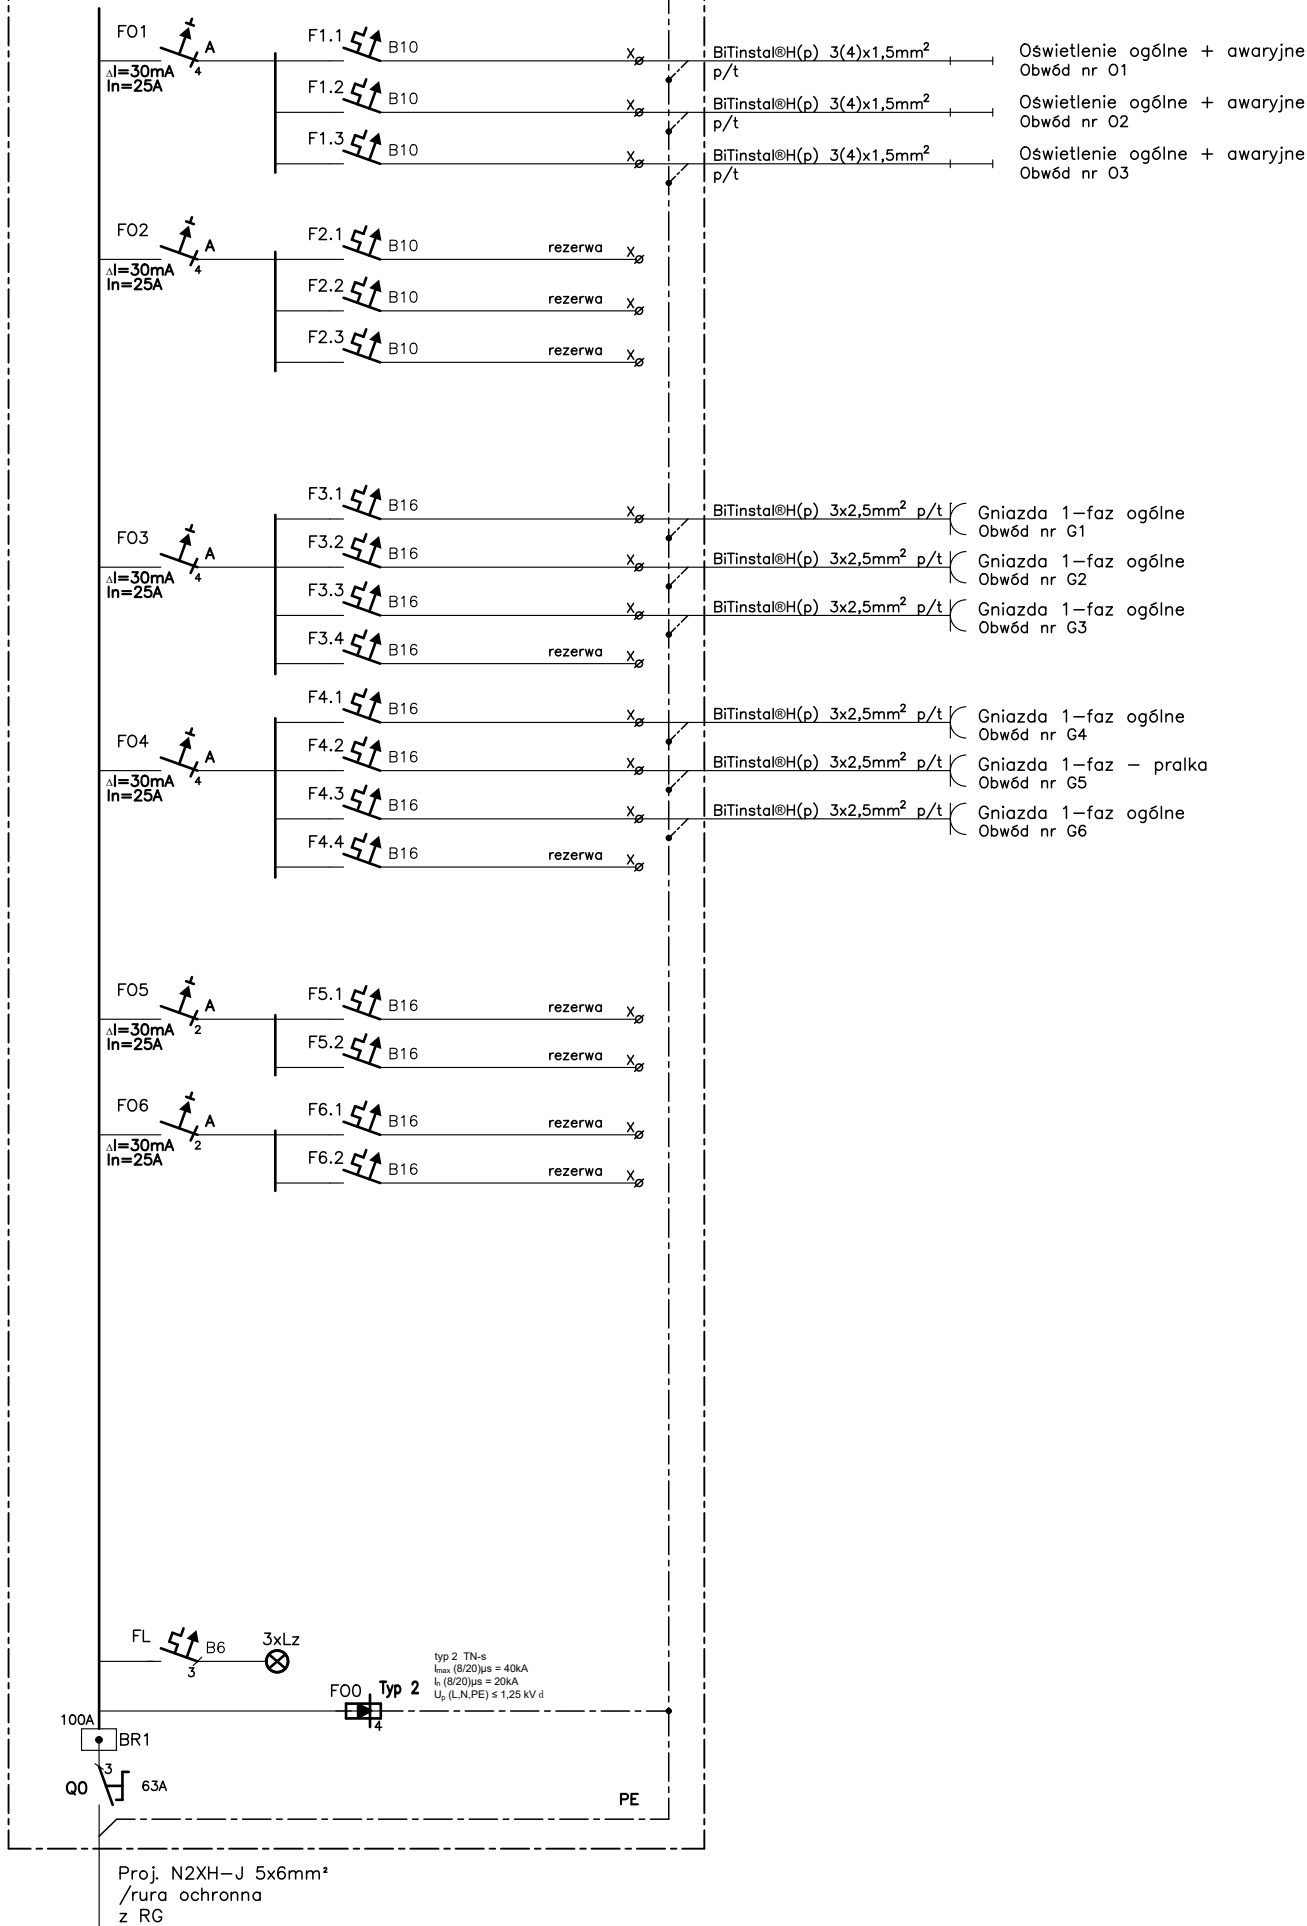 FO1
A
4
ΔI=30mA
In=25A
F1.1
B10
X
BiTinstal®H(p) 3(4)x1,5mm²
p/t
Oświetlenie ogólne + awaryjne
Obwód nr O1
F1.2
B10
X
BiTinstal®H(p) 3(4)x1,5mm²
p/t
Oświetlenie ogólne + awaryjne
Obwód nr O2
F1.3
B10
X
BiTinstal®H(p) 3(4)x1,5mm²
p/t
Oświetlenie ogólne + awaryjne
Obwód nr O3
FO2
A
4
ΔI=30mA
In=25A
F2.1
B10
rezerwa
X
F2.2
B10
rezerwa
X
F2.3
B10
rezerwa
X
FO3
A
4
ΔI=30mA
In=25A
F3.1
B16
X
BiTinstal®H(p) 3x2,5mm² p/t
Gniazda 1-faz ogólne
Obwód nr G1
F3.2
B16
X
BiTinstal®H(p) 3x2,5mm² p/t
Gniazda 1-faz ogólne
Obwód nr G2
F3.3
B16
X
BiTinstal®H(p) 3x2,5mm² p/t
Gniazda 1-faz ogólne
Obwód nr G3
F3.4
B16
rezerwa
X
FO4
A
4
ΔI=30mA
In=25A
F4.1
B16
X
BiTinstal®H(p) 3x2,5mm² p/t
Gniazda 1-faz ogólne
Obwód nr G4
F4.2
B16
X
BiTinstal®H(p) 3x2,5mm² p/t
Gniazda 1-faz - pralka
Obwód nr G5
F4.3
B16
X
BiTinstal®H(p) 3x2,5mm² p/t
Gniazda 1-faz ogólne
Obwód nr G6
F4.4
B16
rezerwa
X
FO5
A
2
ΔI=30mA
In=25A
F5.1
B16
rezerwa
X
F5.2
B16
rezerwa
X
FO6
A
2
ΔI=30mA
In=25A
F6.1
B16
rezerwa
X
F6.2
B16
rezerwa
X
FL
B6
3
3xLz
FO0
Typ 2
4
typ 2 TN-s
Imax (8/20)µs = 40kA
In (8/20)µs = 20kA
Up (L,N,PE) ≤ 1,25 kV d
100A
BR1
3
Q0
63A
PE
Proj. N2XH-J 5x6mm²
/rura ochronna
z RG